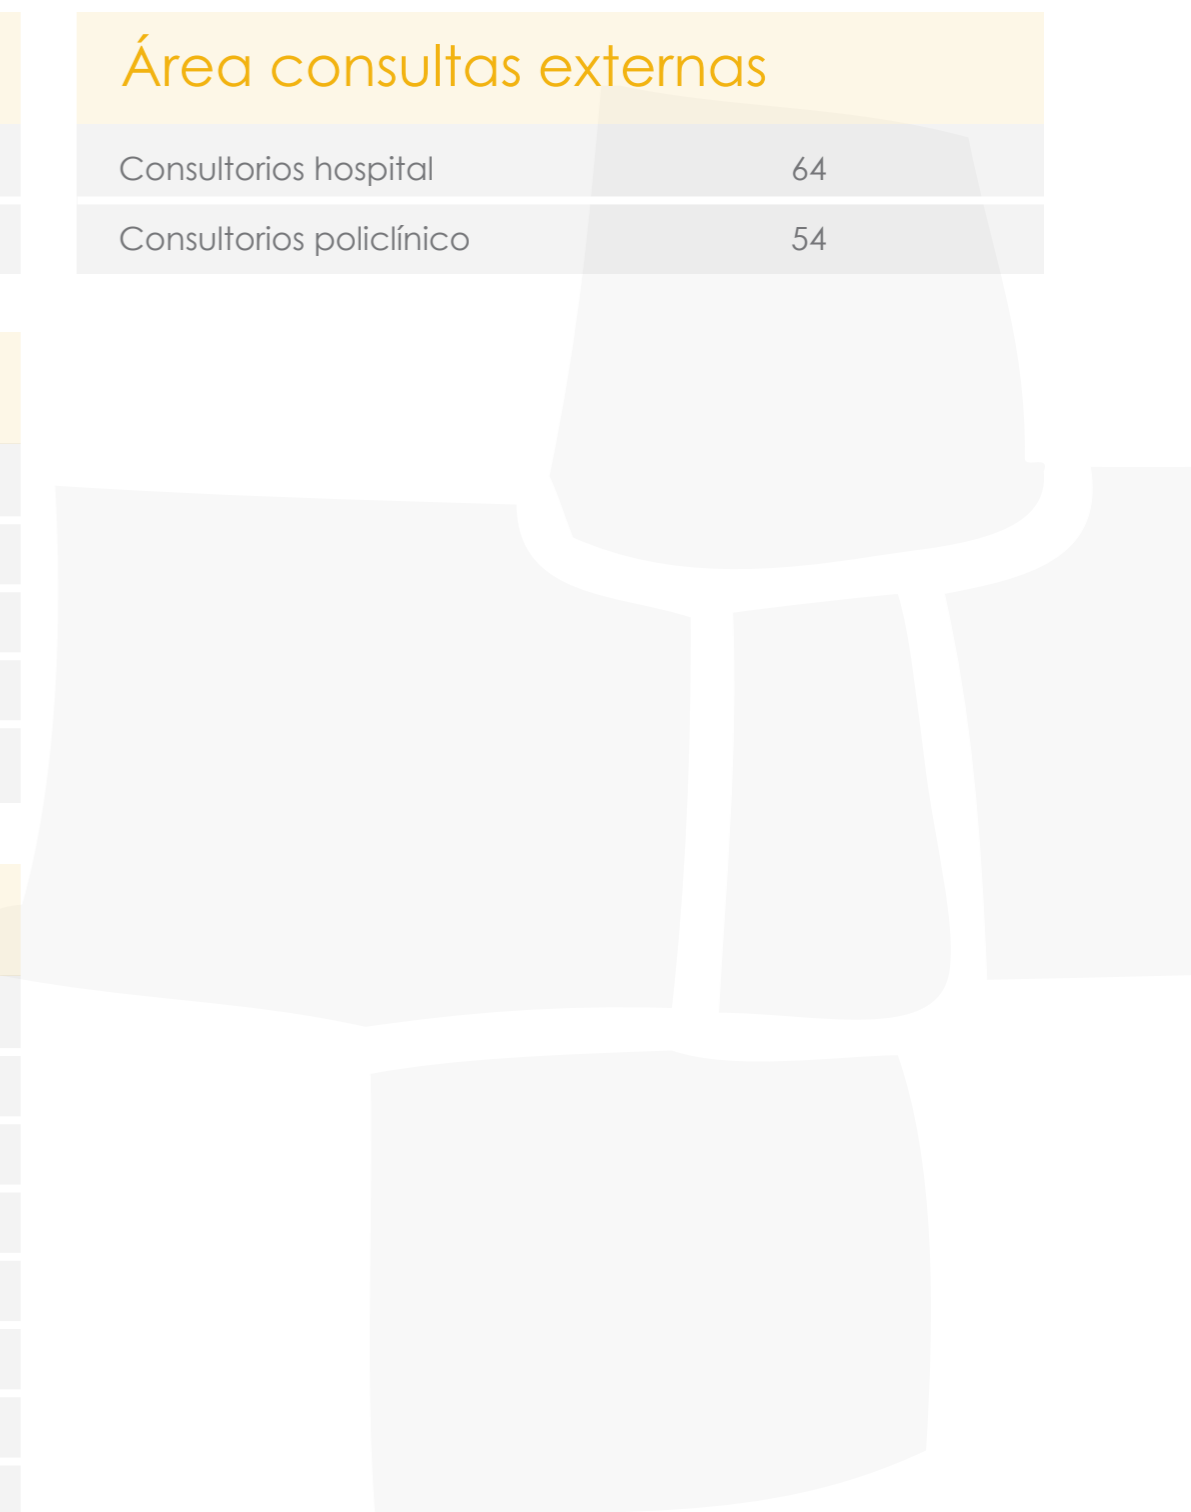 Área consultas externas
Consultorios hospital 64
Consultorios policlínico 54